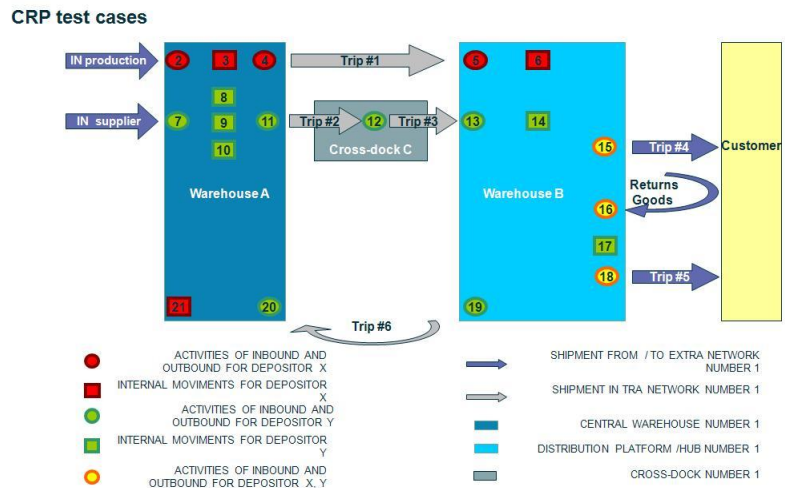 CRP test cases
IN production
2
3
4
Trip #1
5
6
8
IN supplier
7
9
11
Trip #2
12
Trip #3
13
14
10
Cross-dock C
15
Trip #4
Customer
Returns
Goods
Warehouse A
Warehouse B
16
17
18
Trip #5
21
20
19
Trip #6
ACTIVITIES OF INBOUND AND
OUTBOUND FOR DEPOSITOR X
INTERNAL MOVIMENTS FOR DEPOSITOR
X
ACTIVITIES OF INBOUND AND
OUTBOUND FOR DEPOSITOR Y
INTERNAL MOVIMENTS FOR DEPOSITOR
Y
ACTIVITIES OF INBOUND AND
OUTBOUND FOR DEPOSITOR X, Y
SHIPMENT FROM / TO EXTRA NETWORK
NUMBER 1
SHIPMENT IN TRA NETWORK NUMBER 1
CENTRAL WAREHOUSE NUMBER 1
DISTRIBUTION PLATFORM /HUB NUMBER 1
CROSS-DOCK NUMBER 1